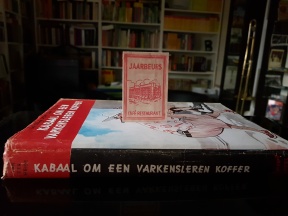 JAARBEURS
KABAAL OM EEN
VARKENSLEREN KOFFER
KABAAL OM EEN VARKENSLEREN KOFFER